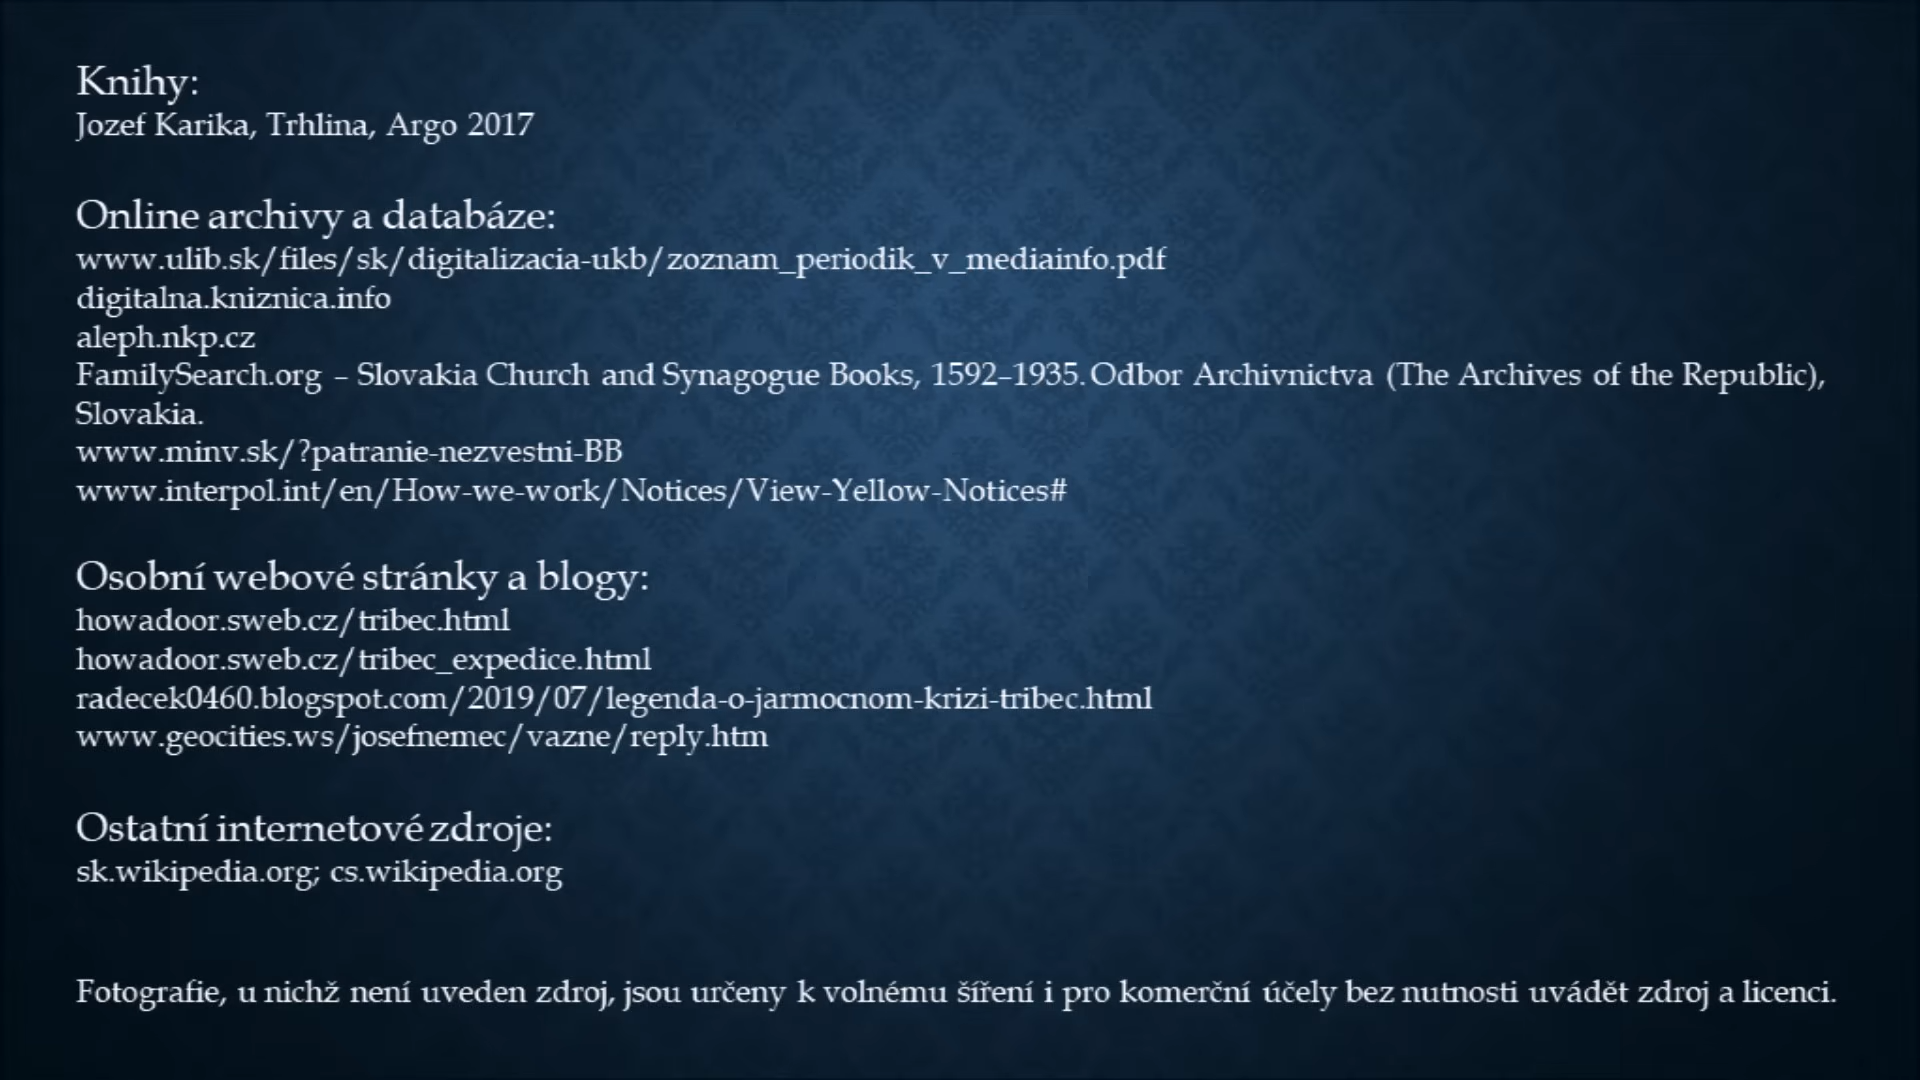 Knihy:
Jozef Karika, Trhlina, Argo 2017
Online archivy a databáze:
www.ulib.sk/files/sk/digitalizacia-ukb/zoznam_periodik_v_mediainfo.pdf
digitalna.kniznica.info
aleph.nkp.cz
FamilySearch.org – Slovakia Church and Synagogue Books, 1592–1935. Odbor Archivnictva (The Archives of the Republic),
Slovakia.
www.minv.sk/?patranie-nezvestni-BB
www.interpol.int/en/How-we-work/Notices/View-Yellow-Notices#
Osobní webové stránky a blogy:
howadoor.sweb.cz/tribec.html
howadoor.sweb.cz/tribec_expedice.html
radecek0460.blogspot.com/2019/07/legenda-o-jarmocnom-krizi-tribec.html
www.geocities.ws/josefnemec/vazne/reply.htm
Ostatní internetové zdroje:
sk.wikipedia.org; cs.wikipedia.org
Fotografie, u nichž není uveden zdroj, jsou určeny k volnému šíření i pro komerční účely bez nutnosti uvádět zdroj a licenci.